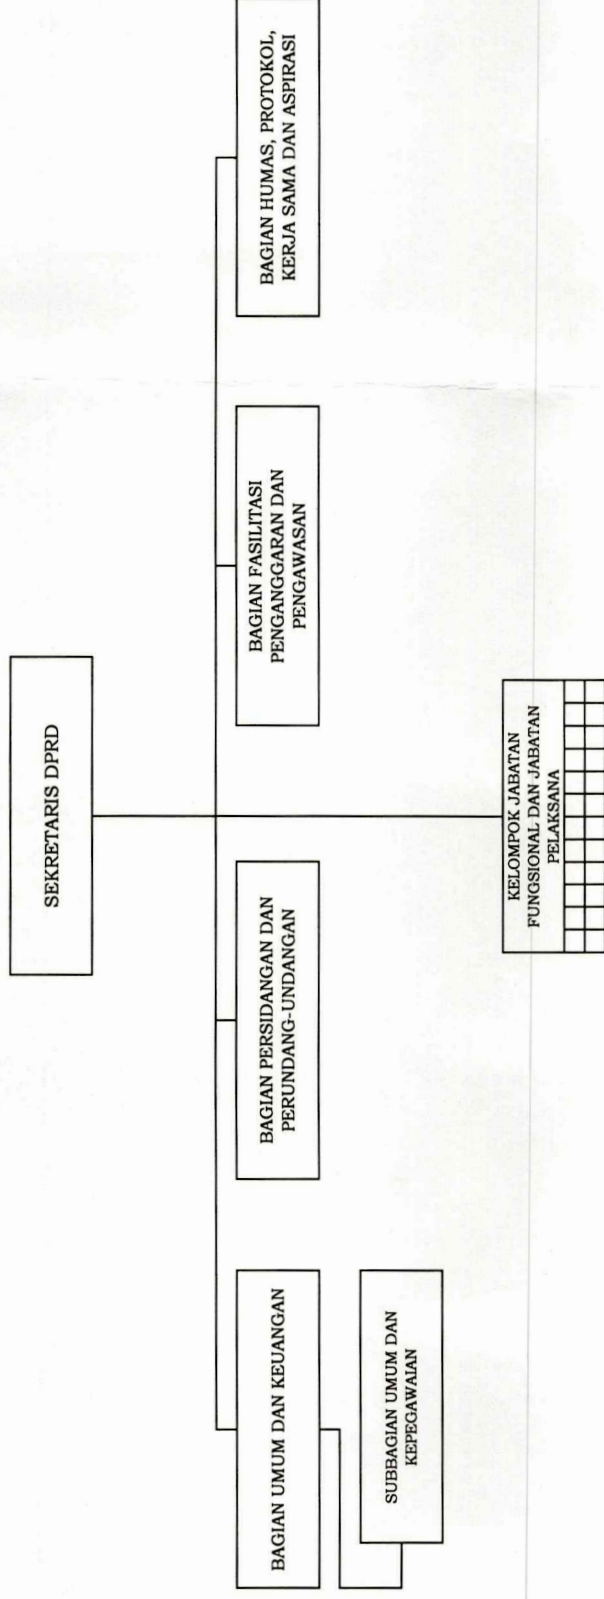 SEKRETARIS DPRD
BAGIAN UMUM DAN KEUANGAN
BAGIAN PERSIDANGAN DAN
PERUNDANG-UNDANGAN
BAGIAN FASILITASI
PENGANGGARAN DAN
PENGAWASAN
BAGIAN HUMAS, PROTOKOL,
KERJA SAMA DAN ASPIRASI
SUBBAGIAN UMUM DAN
KEPEGAWAIAN
KELOMPOK JABATAN
FUNGSIONAL DAN JABATAN
PELAKSANA